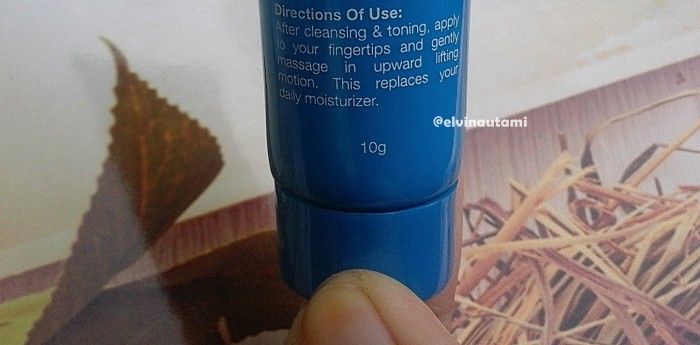 Directions Of Use:
After cleansing & toning, apply
to your fingertips and gently
massage in upward lifting
motion. This replaces your
daily moisturizer.
@elvinautami
10g